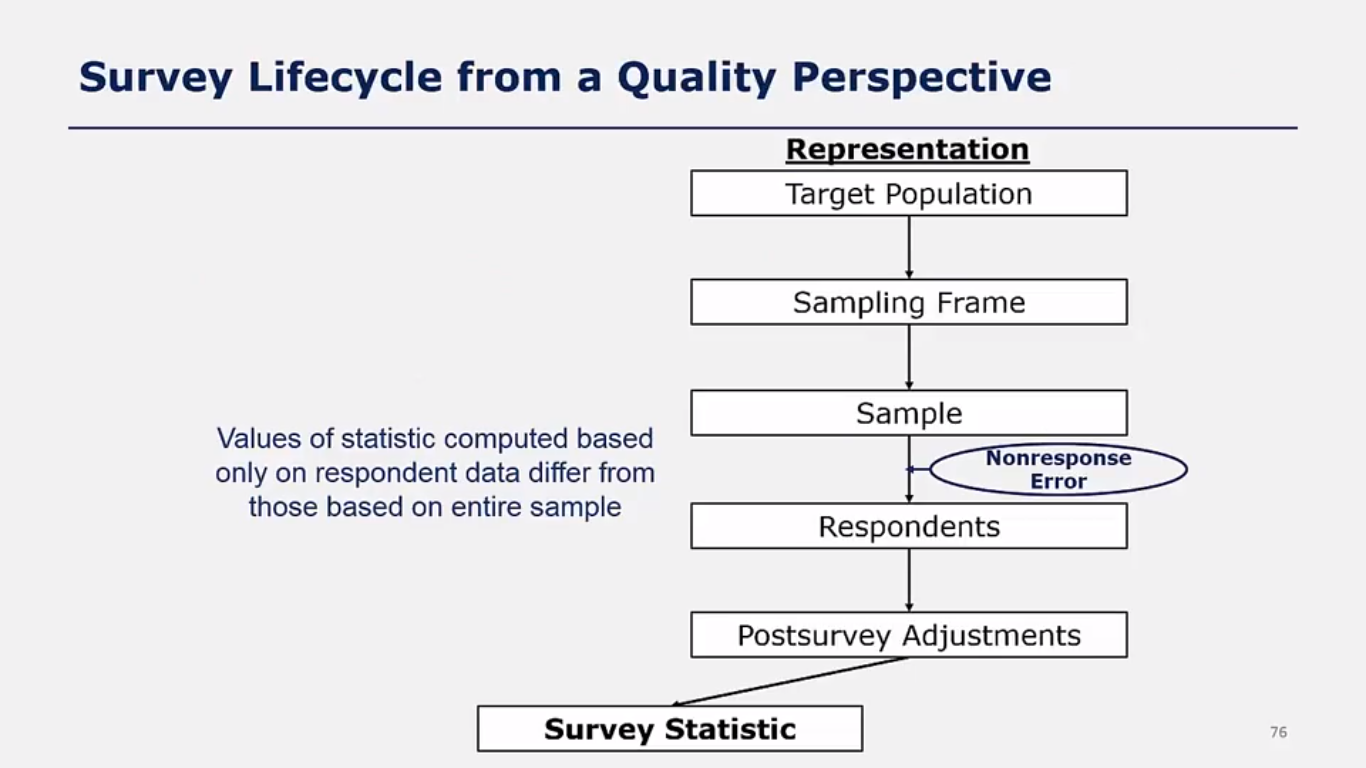 Survey Lifecycle from a Quality Perspective
Representation
Target Population
Sampling Frame
Sample
Values of statistic computed based
only on respondent data differ from
those based on entire sample
Nonresponse
Error
Respondents
Postsurvey Adjustments
Survey Statistic
76